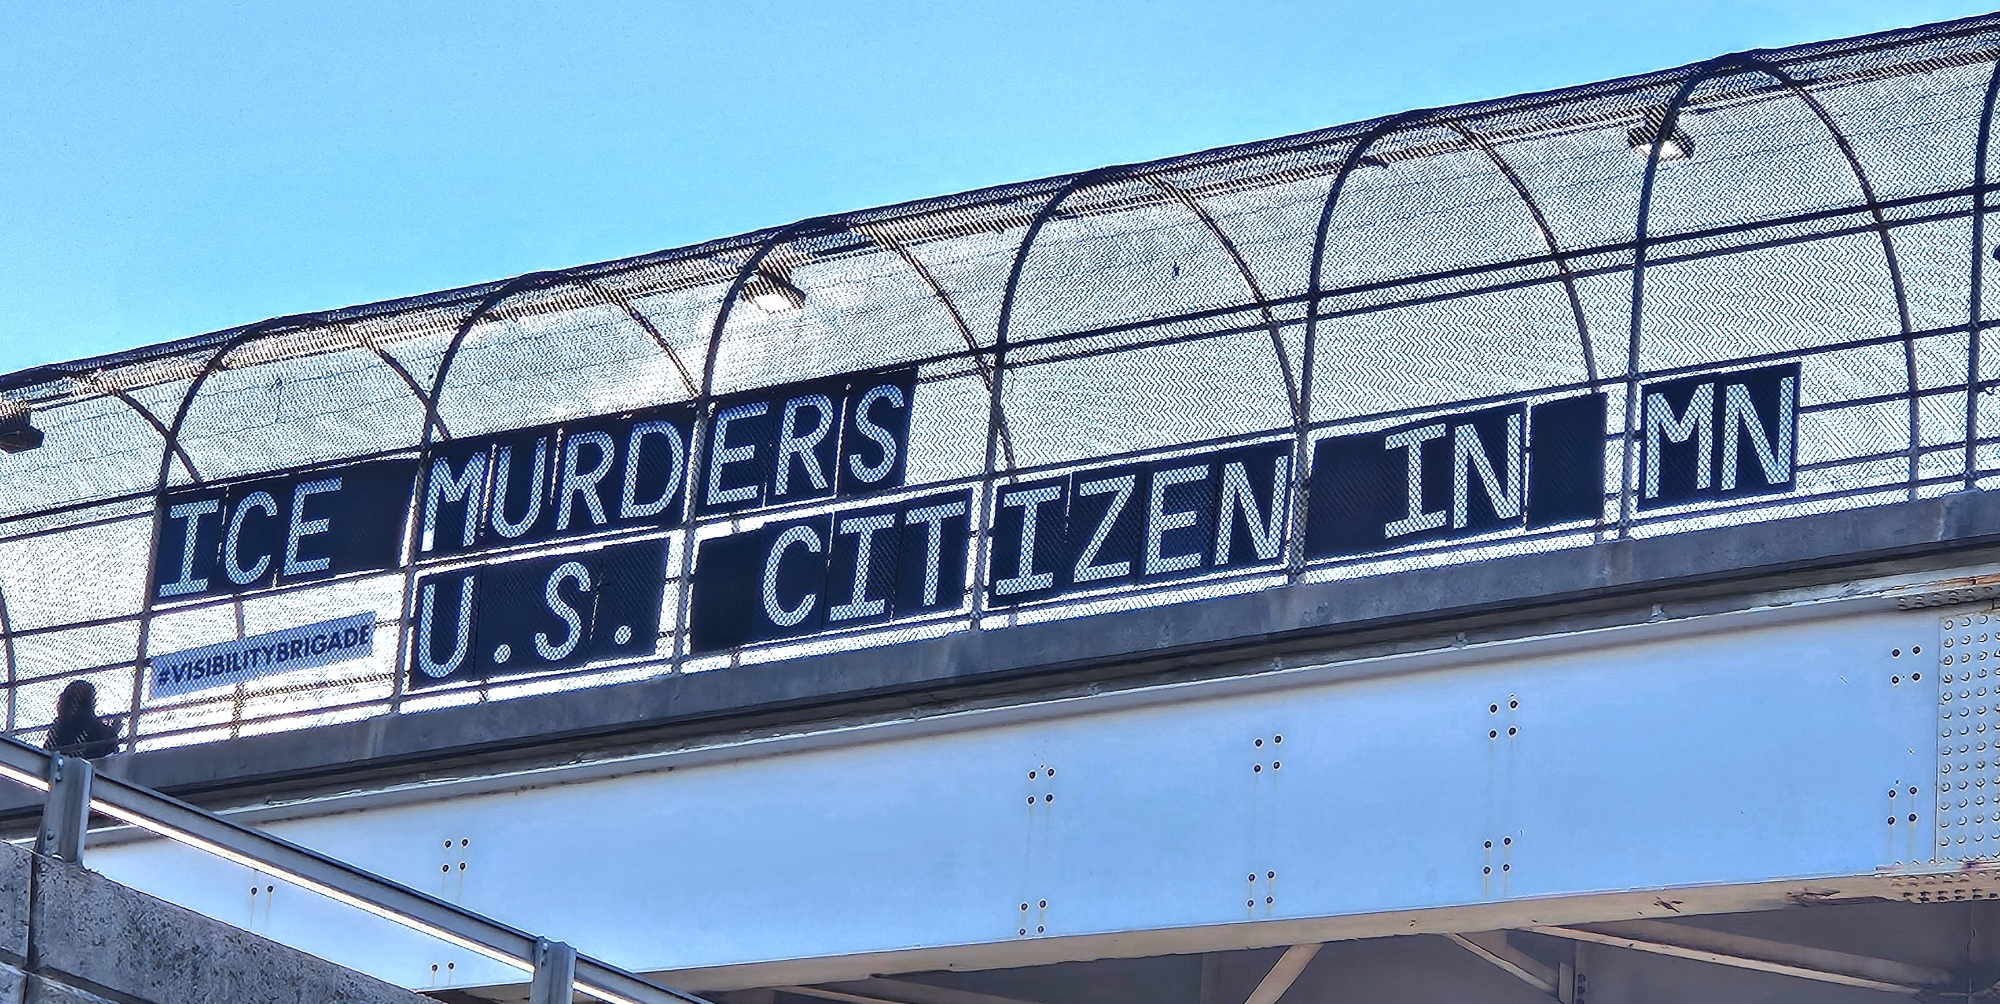 ICE MURDERS
U.S. CITIZEN IN MN
#VISIBILITYBRIGADE